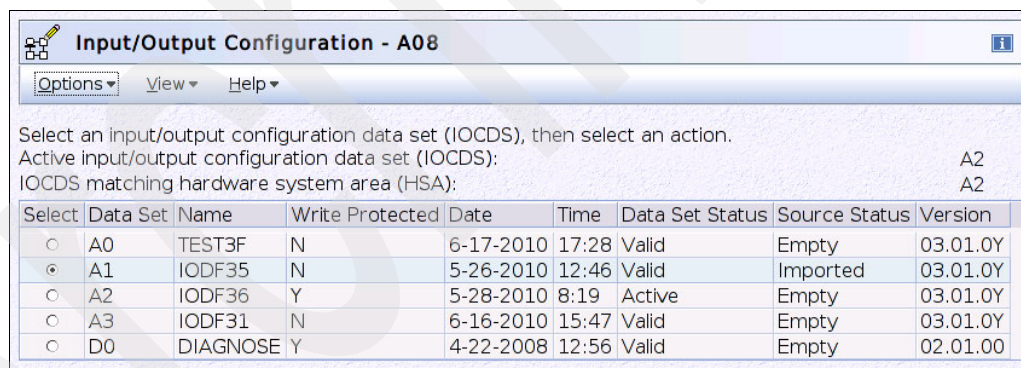 Input/Output Configuration - A08
i
Options View Help
Select an input/output configuration data set (IOCDS), then select an action.
Active input/output configuration data set (IOCDS): A2
IOCDS matching hardware system area (HSA): A2
Select Data Set Name Write Protected Date Time Data Set Status Source Status Version
A0 TEST3F N 6-17-2010 17:28 Valid Empty 03.01.0Y
A1 IODF35 N 5-26-2010 12:46 Valid Imported 03.01.0Y
A2 IODF36 Y 5-28-2010 8:19 Active Empty 03.01.0Y
A3 IODF31 N 6-16-2010 15:47 Valid Empty 03.01.0Y
D0 DIAGNOSE Y 4-22-2008 12:56 Valid Empty 02.01.00